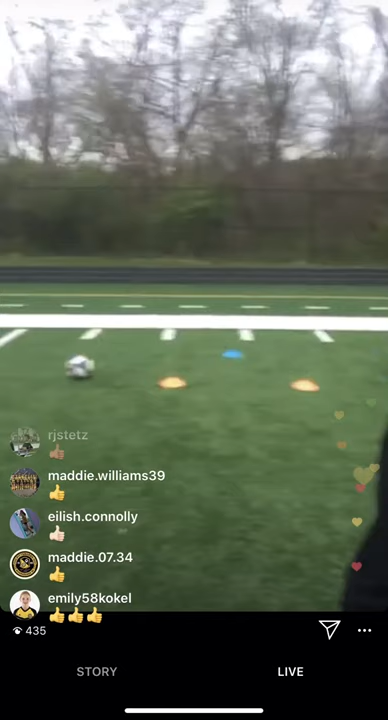 rjstetz
👍🏽
maddie.williams39
👍
eilish.connolly
👍🏻
maddie.07.34
👍
emily58kokel
👍👍👍
435
STORY
LIVE